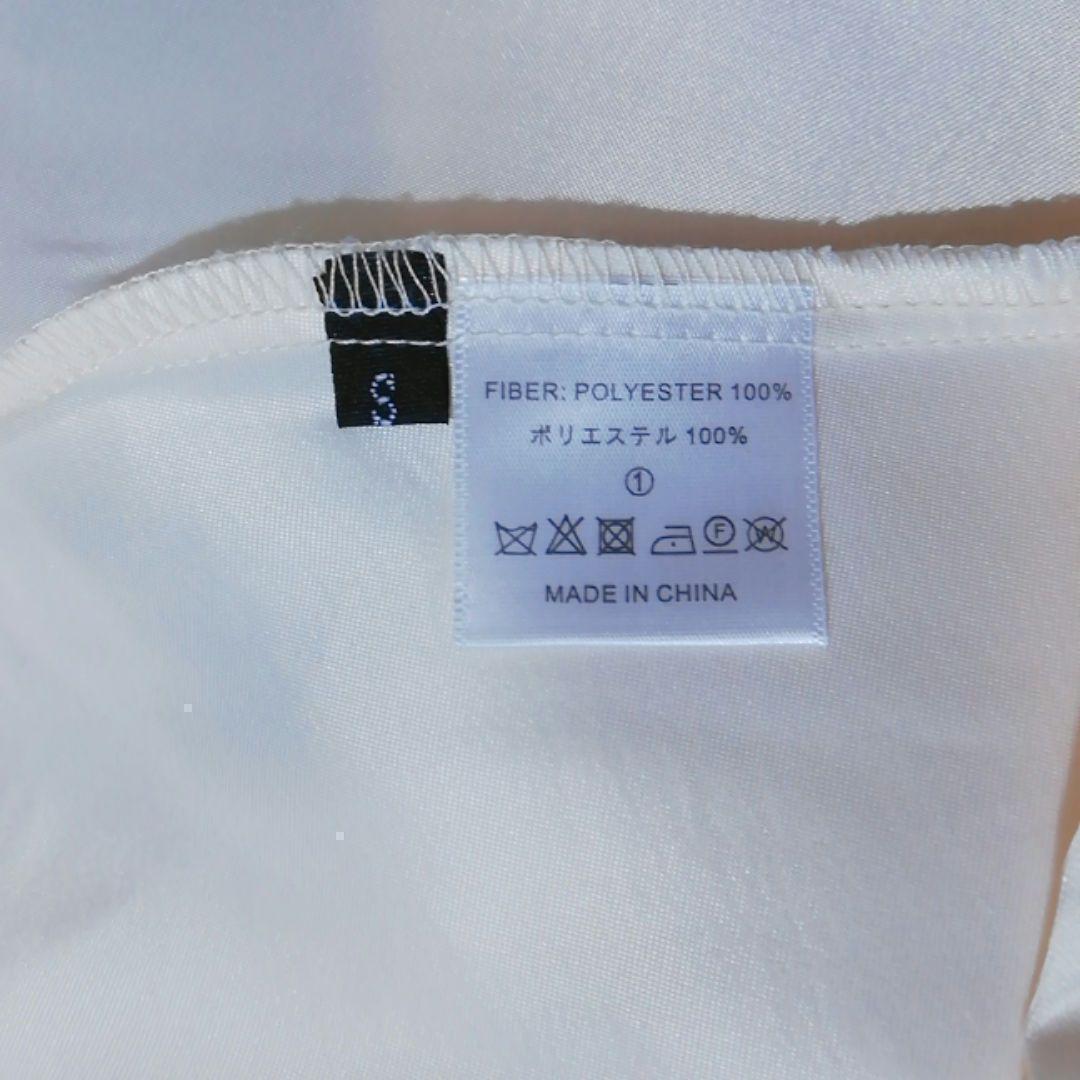 S
FIBER: POLYESTER 100%
ポリエステル 100%
①
F W
MADE IN CHINA